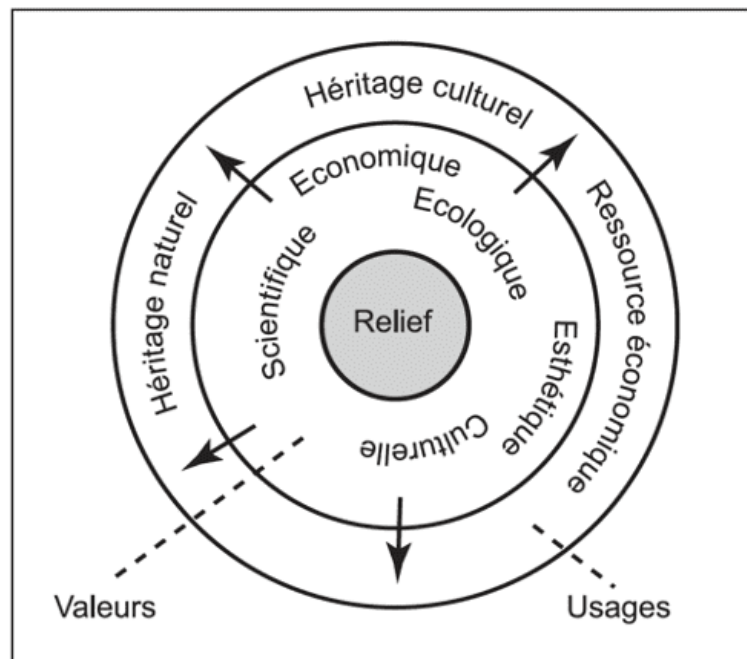 Héritage culturel
Economique
Ecologique
Ressource économique
Héritage naturel
Scientifique
Relief
Esthétique
Culturelle
Valeurs
Usages